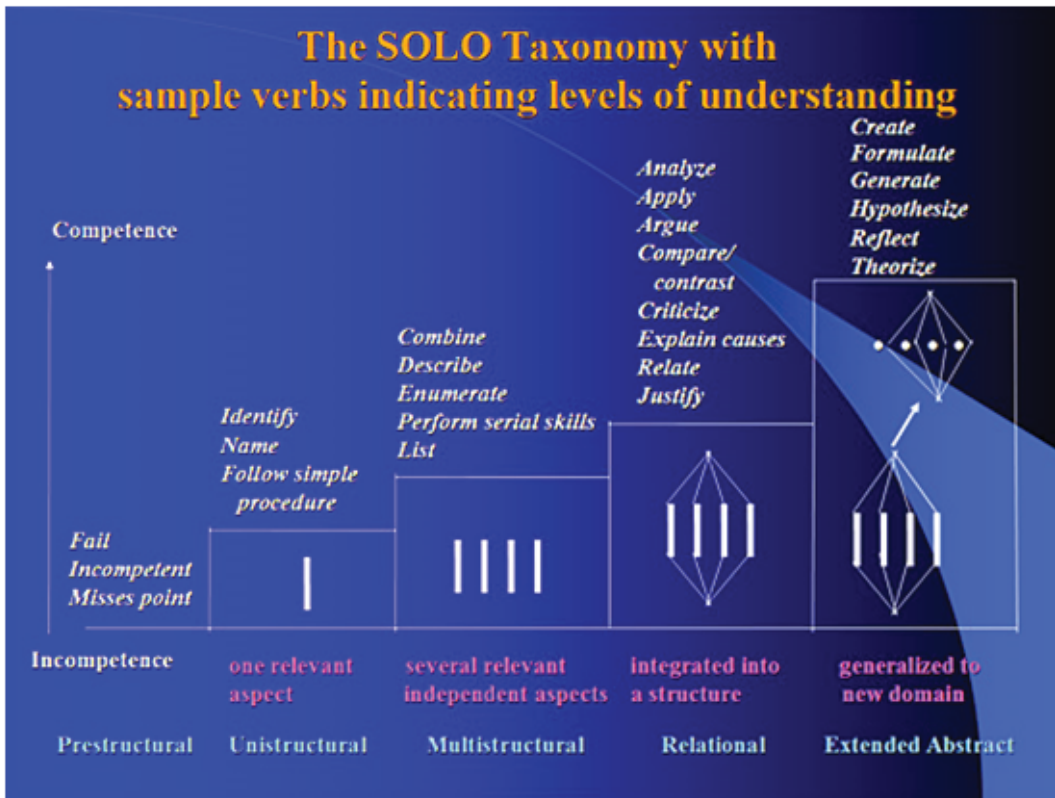 The SOLO Taxonomy with
sample verbs indicating levels of understanding
Competence
Incompetence
Fail
Incompetent
Misses point
Identify
Name
Follow simple
procedure
Combine
Describe
Enumerate
Perform serial skills
List
Analyze
Apply
Argue
Compare/
contrast
Criticize
Explain causes
Relate
Justify
Create
Formulate
Generate
Hypothesize
Reflect
Theorize
one relevant
aspect
several relevant
independent aspects
integrated into
a structure
generalized to
new domain
Prestructural
Unistructural
Multistructural
Relational
Extended Abstract